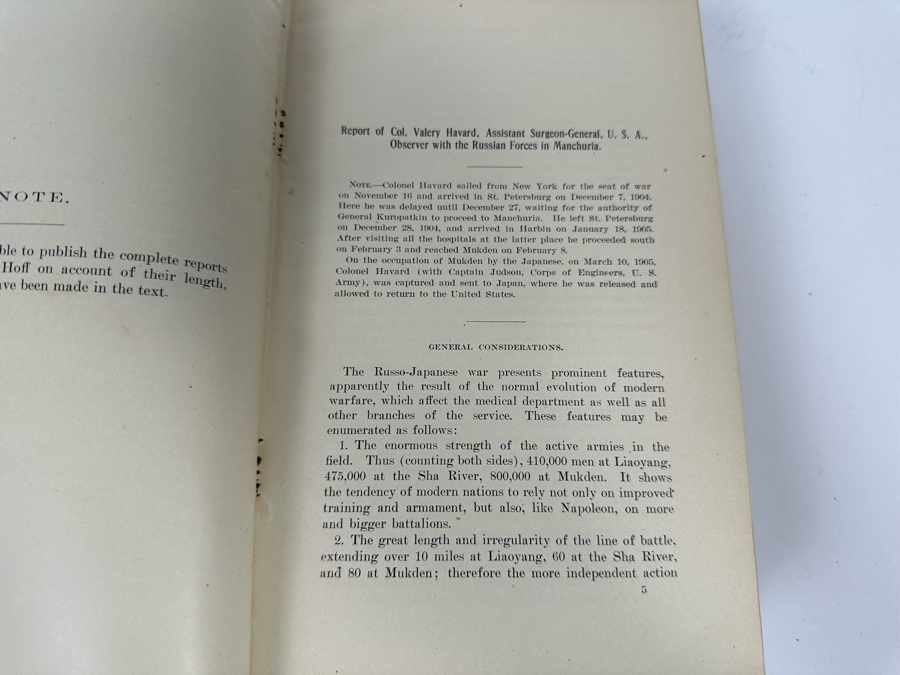 NOTE.
ble to publish the complete reports
Hoff on account of their length,
ve been made in the text.
Report of Col. Valery Havard, Assistant Surgeon-General, U. S. A.,
Observer with the Russian Forces in Manchuria.
NOTE.—Colonel Havard sailed from New York for the seat of war
on November 16 and arrived in St. Petersburg on December 7, 1904.
Here he was delayed until December 27, waiting for the authority of
General Kuropatkin to proceed to Manchuria. He left St. Petersburg
on December 28, 1904, and arrived in Harbin on January 18, 1905.
After visiting all the hospitals at the latter place he proceeded south
on February 3 and reached Mukden on February 8.
On the occupation of Mukden by the Japanese, on March 10, 1905,
Colonel Havard (with Captain Judson, Corps of Engineers, U. S.
Army), was captured and sent to Japan, where he was released and
allowed to return to the United States.
GENERAL CONSIDERATIONS.
The Russo-Japanese war presents prominent features,
apparently the result of the normal evolution of modern
warfare, which affect the medical department as well as all
other branches of the service. These features may be
enumerated as follows:
1. The enormous strength of the active armies in the
field. Thus (counting both sides), 410,000 men at Liaoyang,
475,000 at the Sha River, 800,000 at Mukden. It shows
the tendency of modern nations to rely not only on improved
training and armament, but also, like Napoleon, on more
and bigger battalions.
2. The great length and irregularity of the line of battle,
extending over 10 miles at Liaoyang, 60 at the Sha River,
and 80 at Mukden; therefore the more independent action
5